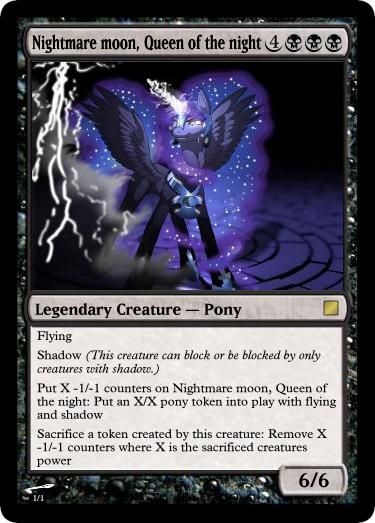 Nightmare moon, Queen of the night 4
Legendary Creature — Pony
Flying
Shadow (This creature can block or be blocked by only
creatures with shadow.)
Put X -1/-1 counters on Nightmare moon, Queen of
the night: Put an X/X pony token into play with flying
and shadow
Sacrifice a token created by this creature: Remove X
-1/-1 counters where X is the sacrificed creatures
power
6/6
1/1